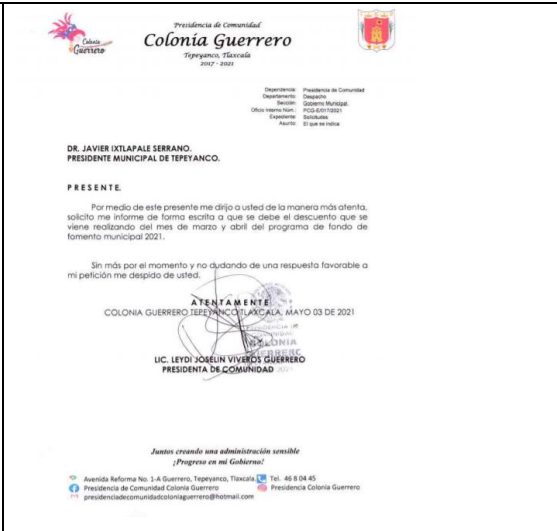 Colonia
Guerrero
Presidencia de Comunidad
Colonia Guerrero
Tepeyanco, Tlaxcala
2017 - 2021
Dependencia: Presidencia de Comunidad
Departamento: Despacho
Sección: Gobierno Municipal.
Oficio Interno Núm.: PCG-E/017/2021
Expediente: Solicitudes
Asunto: El que se indica
DR. JAVIER IXTLAPALE SERRANO.
PRESIDENTE MUNICIPAL DE TEPEYANCO.
P R E S E N T E.
Por medio de este presente me dirijo a usted de la manera más atenta,
solicito me informe de forma escrita a que se debe el descuento que se
viene realizando del mes de marzo y abril del programa de fondo de
fomento municipal 2021.
Sin más por el momento y no dudando de una respuesta favorable a
mi petición me despido de usted.
A T E N T A M E N T E
COLONIA GUERRERO TEPEYANCO TLAXCALA, MAYO 03 DE 2021
COLONIA
GUERRERO
LIC. LEYDI JOSELIN VIVEROS GUERRERO
PRESIDENTA DE COMUNIDAD
Juntos creando una administración sensible
¡Progreso en mi Gobierno!
Avenida Reforma No. 1-A Guerrero, Tepeyanco, Tlaxcala. Tel. 46 8 04 45
Presidencia de Comunidad Colonia Guerrero Presidencia Colonia Guerrero
presidenciadecomunidadcoloniaguerrero@hotmail.com